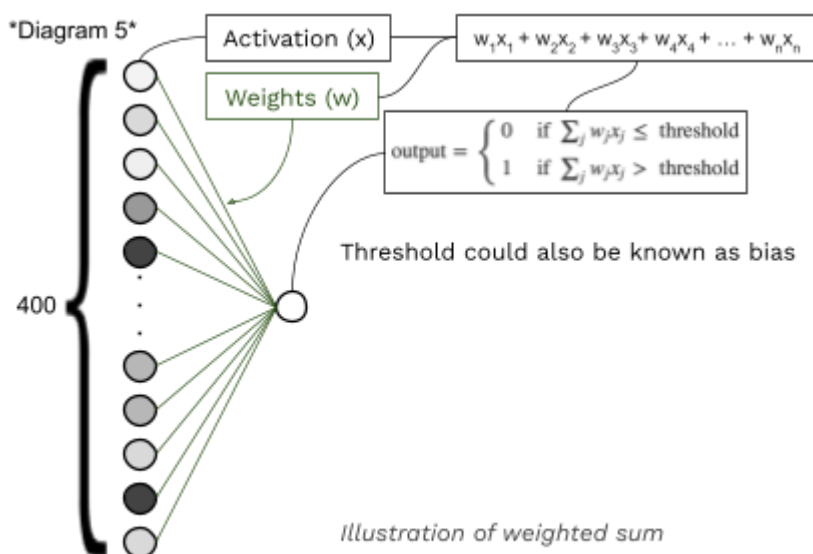 *Diagram 5*
Activation (x)
w₁x₁ + w₂x₂ + w₃x₃+ w₄x₄ + ... + wₙxₙ
Weights (w)
output = { 0 if ∑ⱼ wⱼxⱼ ≤ threshold
1 if ∑ⱼ wⱼxⱼ > threshold
Threshold could also be known as bias
400
Illustration of weighted sum